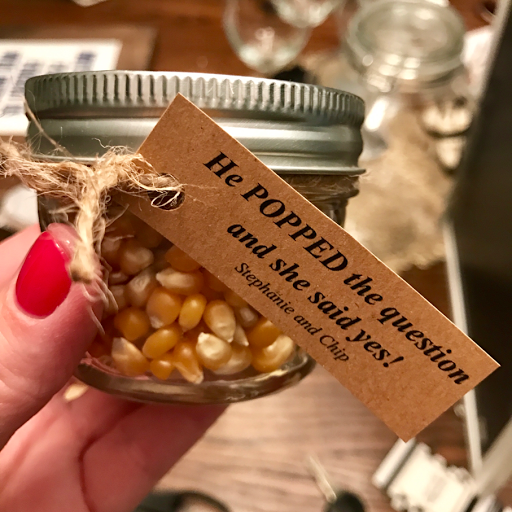 He POPPED the question
and she said yes!
Stephanie and Chip